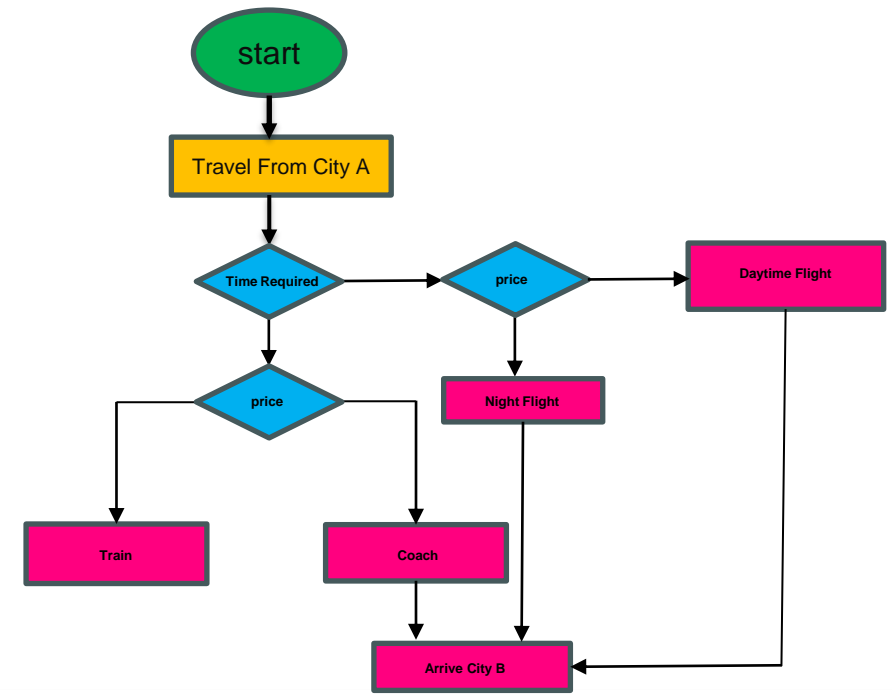 start
Travel From City A
Time Required
price
Daytime Flight
price
Night Flight
Train
Coach
Arrive City B